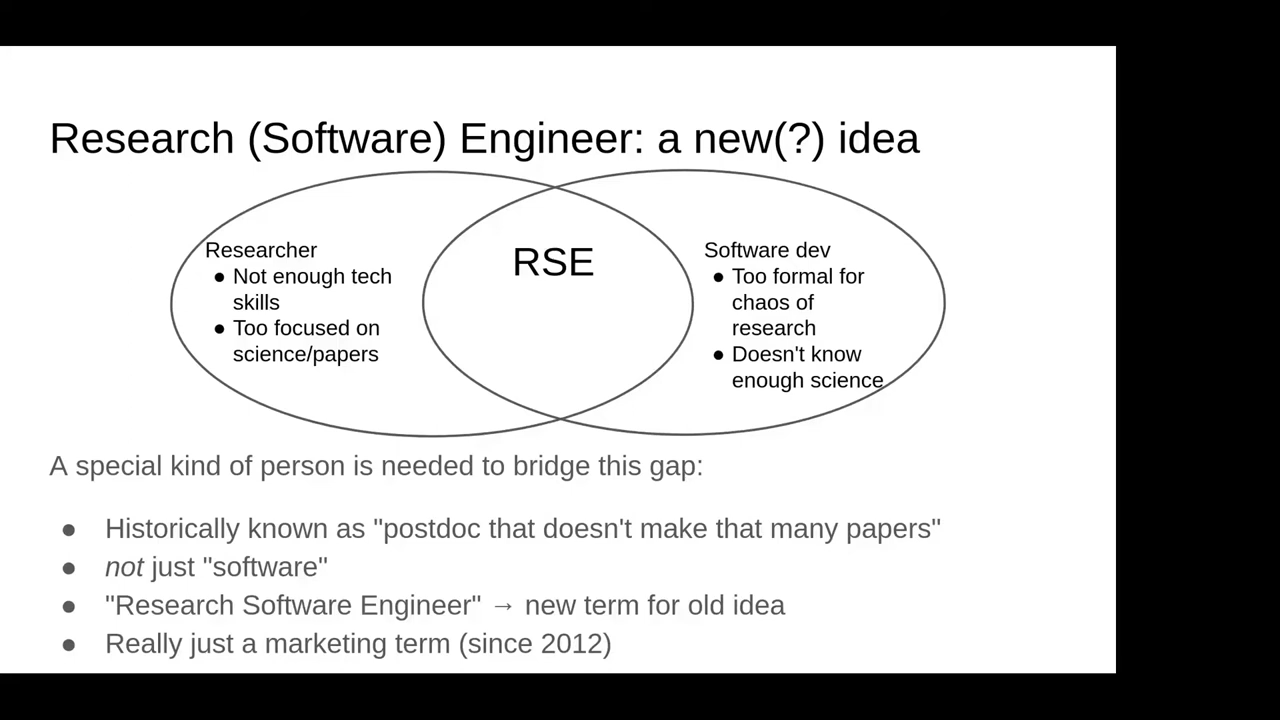 Research (Software) Engineer: a new(?) idea
Researcher
● Not enough tech
skills
● Too focused on
science/papers
RSE
Software dev
● Too formal for
chaos of
research
● Doesn't know
enough science
A special kind of person is needed to bridge this gap:
● Historically known as "postdoc that doesn't make that many papers"
● not just "software"
● "Research Software Engineer" → new term for old idea
● Really just a marketing term (since 2012)